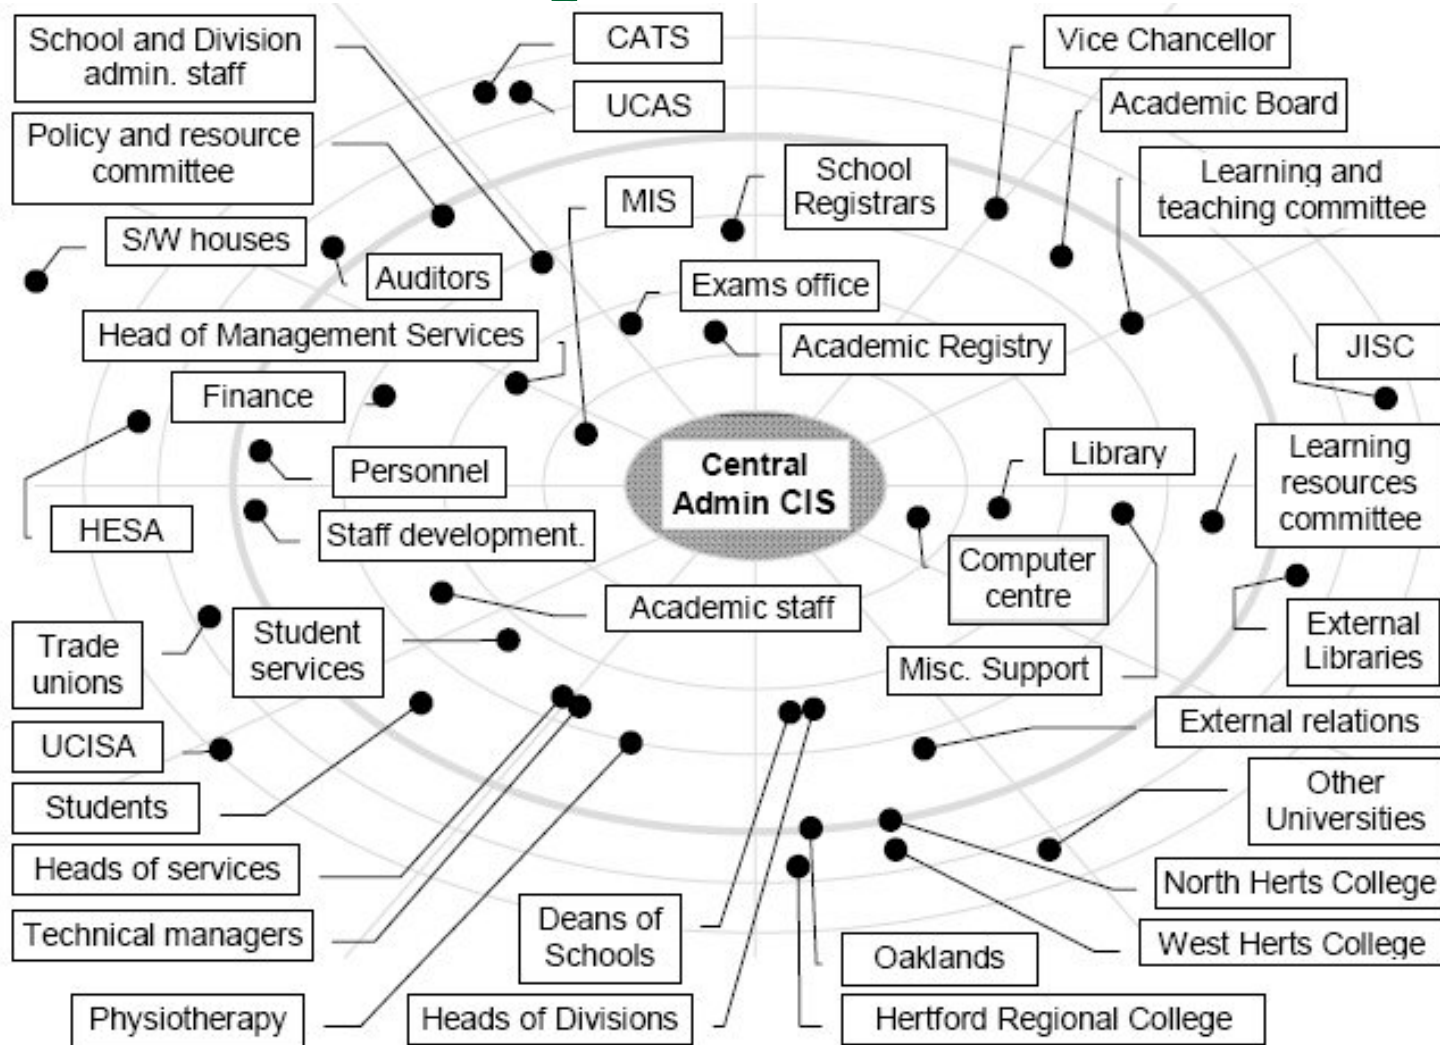 School and Division
admin. staff
CATS
Vice Chancellor
UCAS
Academic Board
Policy and resource
committee
School
Registrars
Learning and
teaching committee
MIS
S/W houses
Auditors
Exams office
Head of Management Services
Academic Registry
JISC
Finance
Library
Learning
resources
committee
Personnel
Central
Admin CIS
HESA
Staff development.
Computer
centre
Academic staff
Trade
unions
Student
services
External
Libraries
Misc. Support
External relations
UCISA
Students
Other
Universities
Heads of services
North Herts College
Technical managers
Deans of
Schools
West Herts College
Oaklands
Physiotherapy
Heads of Divisions
Hertford Regional College